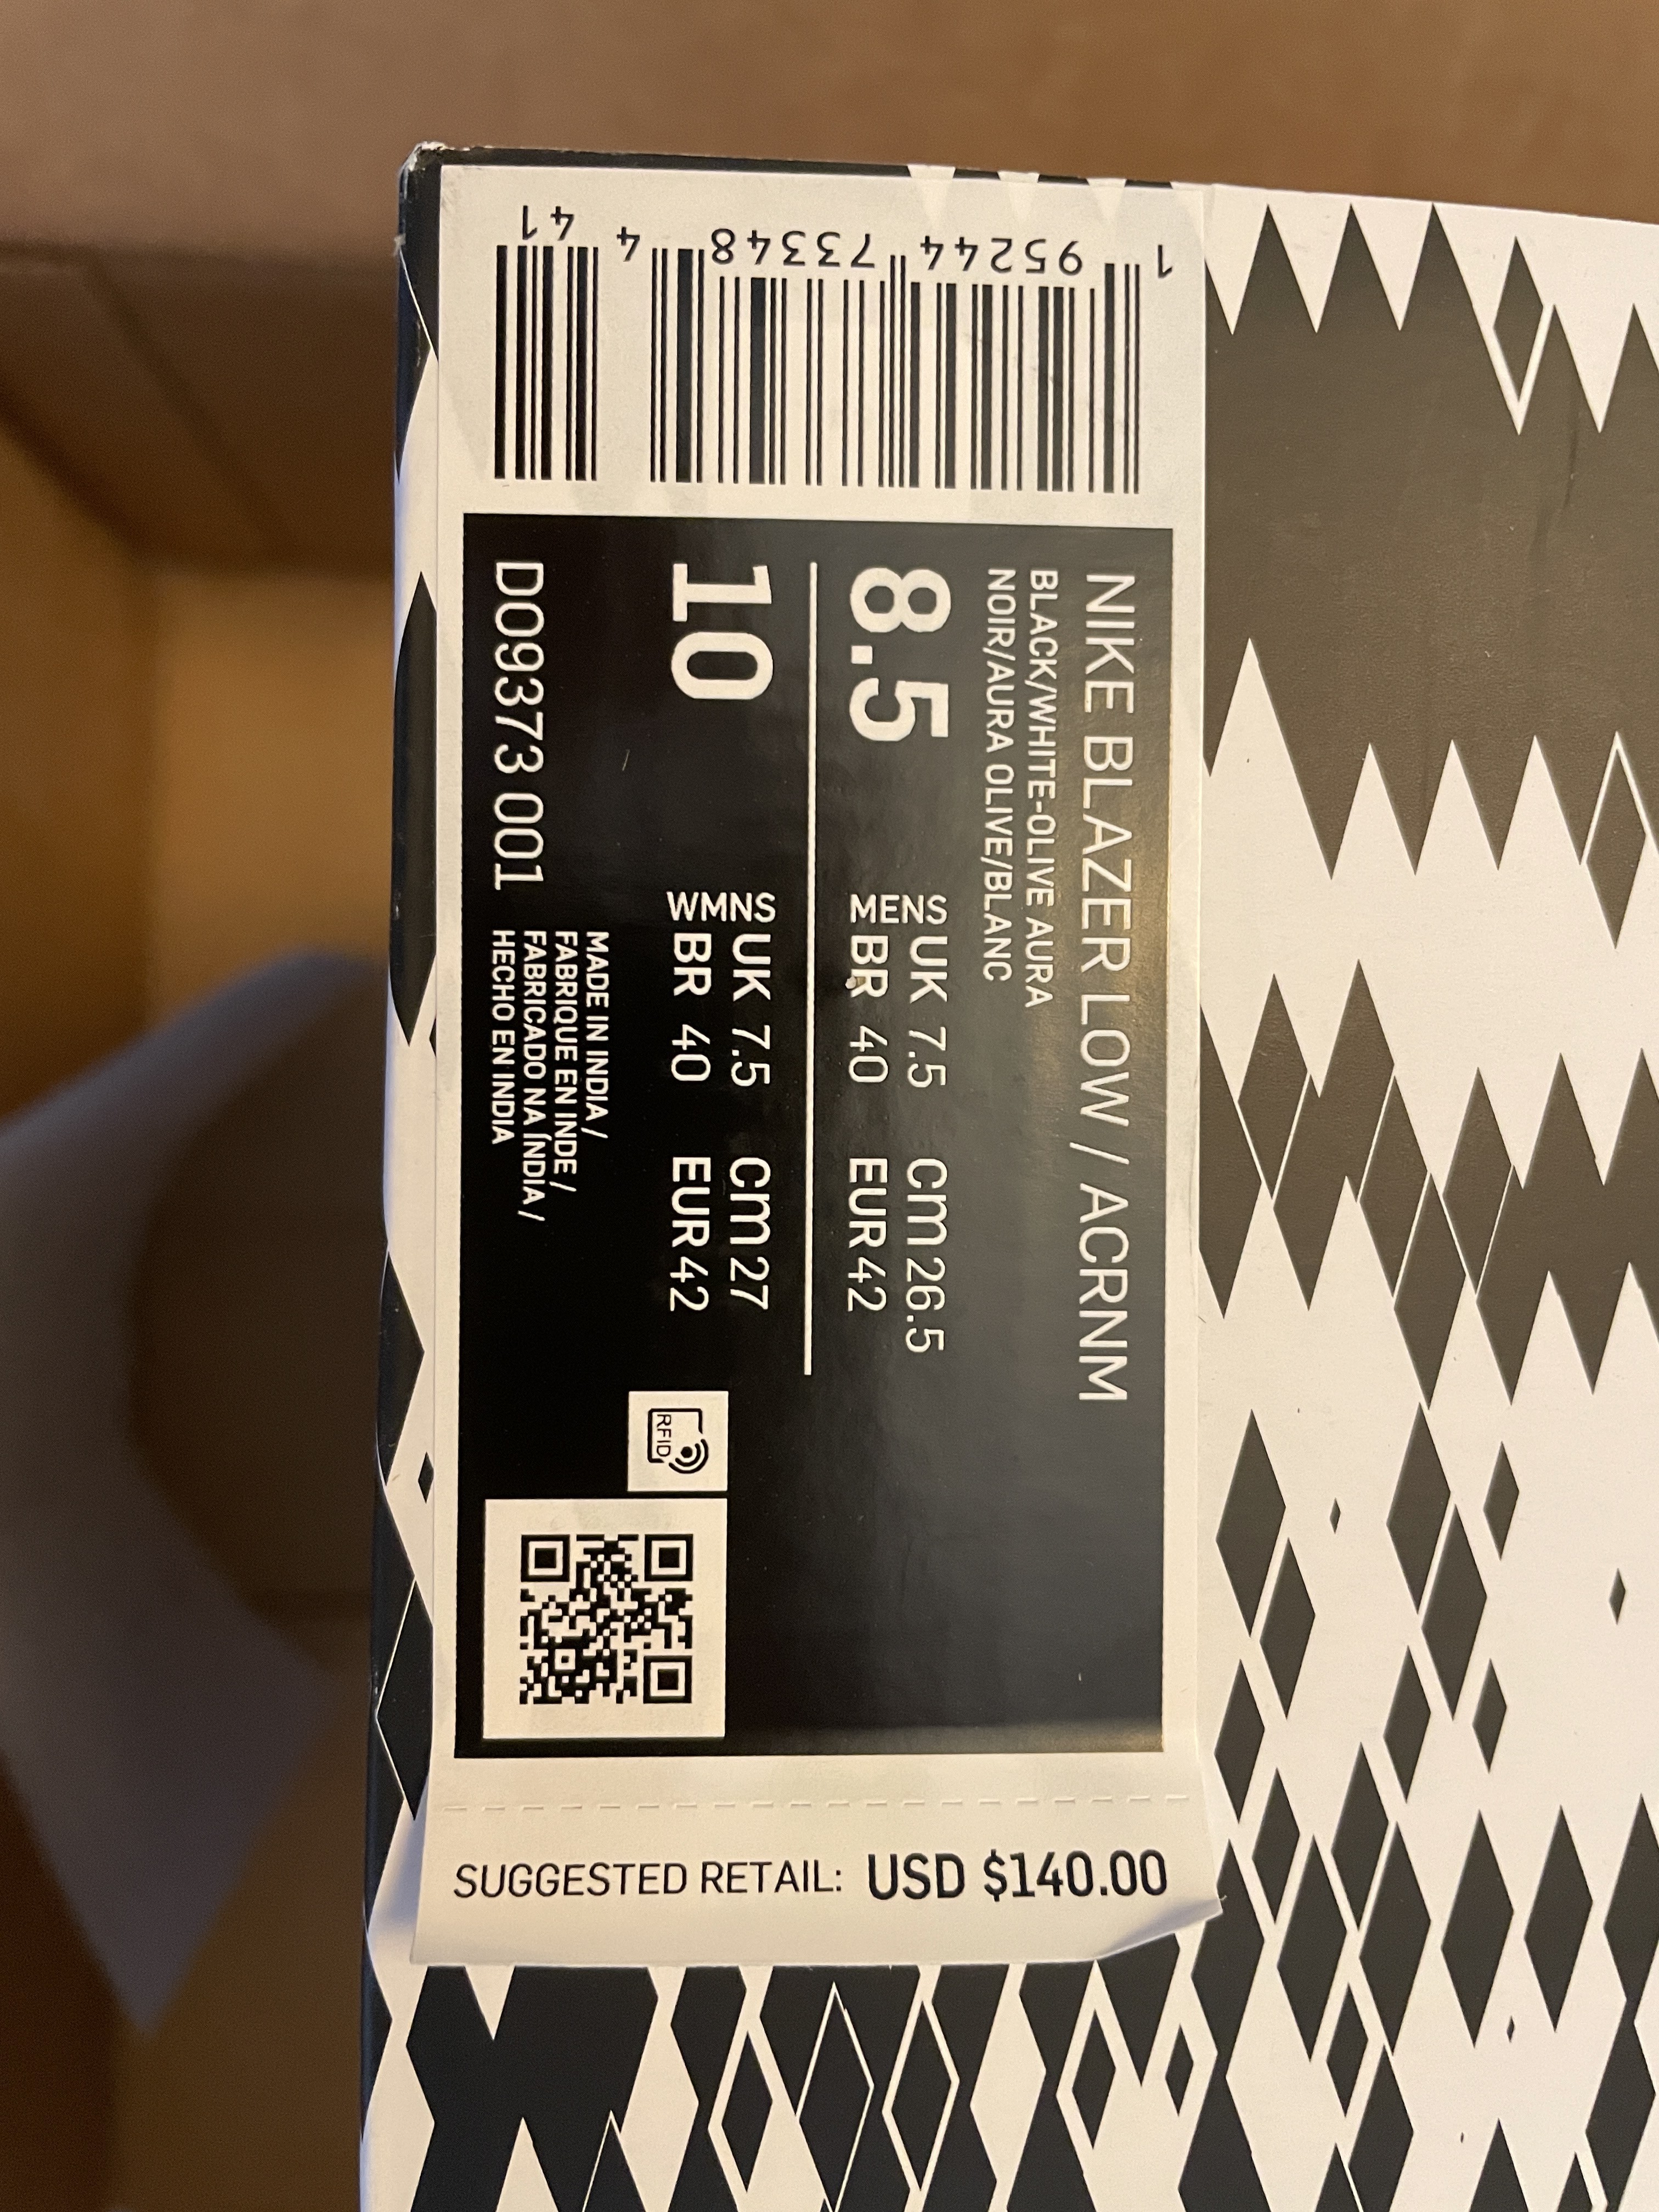 NIKE BLAZER LOW / ACRNM
BLACK/WHITE-OLIVE AURA
NOIR/AURA OLIVE/BLANC
8.5 MENS UK 7.5 cm 26.5
BR 40 EUR 42
10 WMNS UK 7.5 cm 27
BR 40 EUR 42
DO9373 001
MADE IN INDIA /
FABRIQUE EN INDE /
FABRICADO NA ÍNDIA /
HECHO EN INDIA
RFID
1 95244 73348 4 41
SUGGESTED RETAIL: USD $140.00